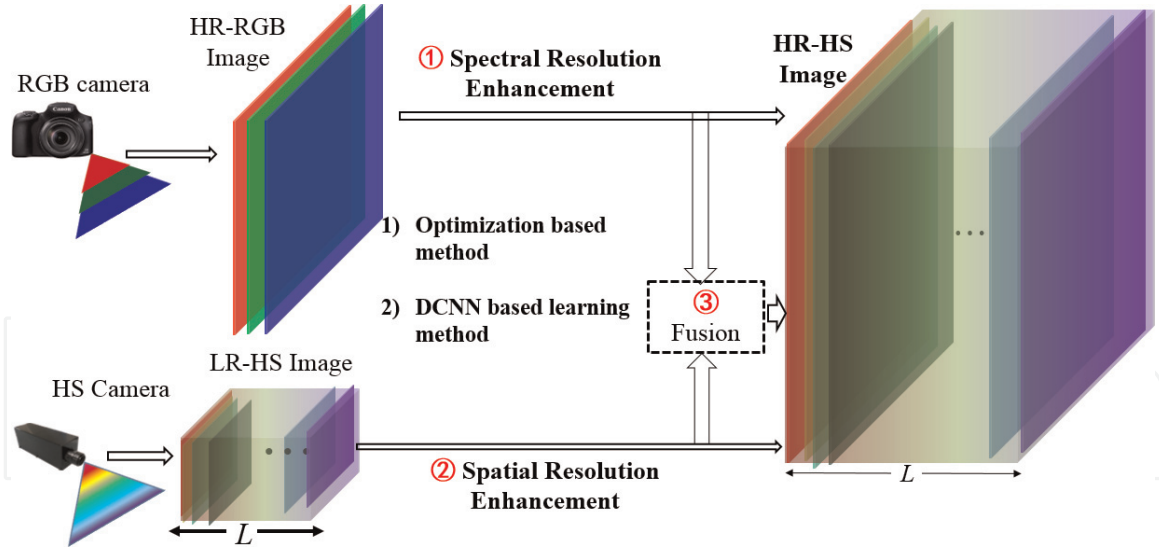 HR-RGB
Image
RGB camera
Canon
① Spectral Resolution
Enhancement
HR-HS
Image
1) Optimization based
method
2) DCNN based learning
method
③
Fusion
LR-HS Image
HS Camera
② Spatial Resolution
Enhancement
L
L